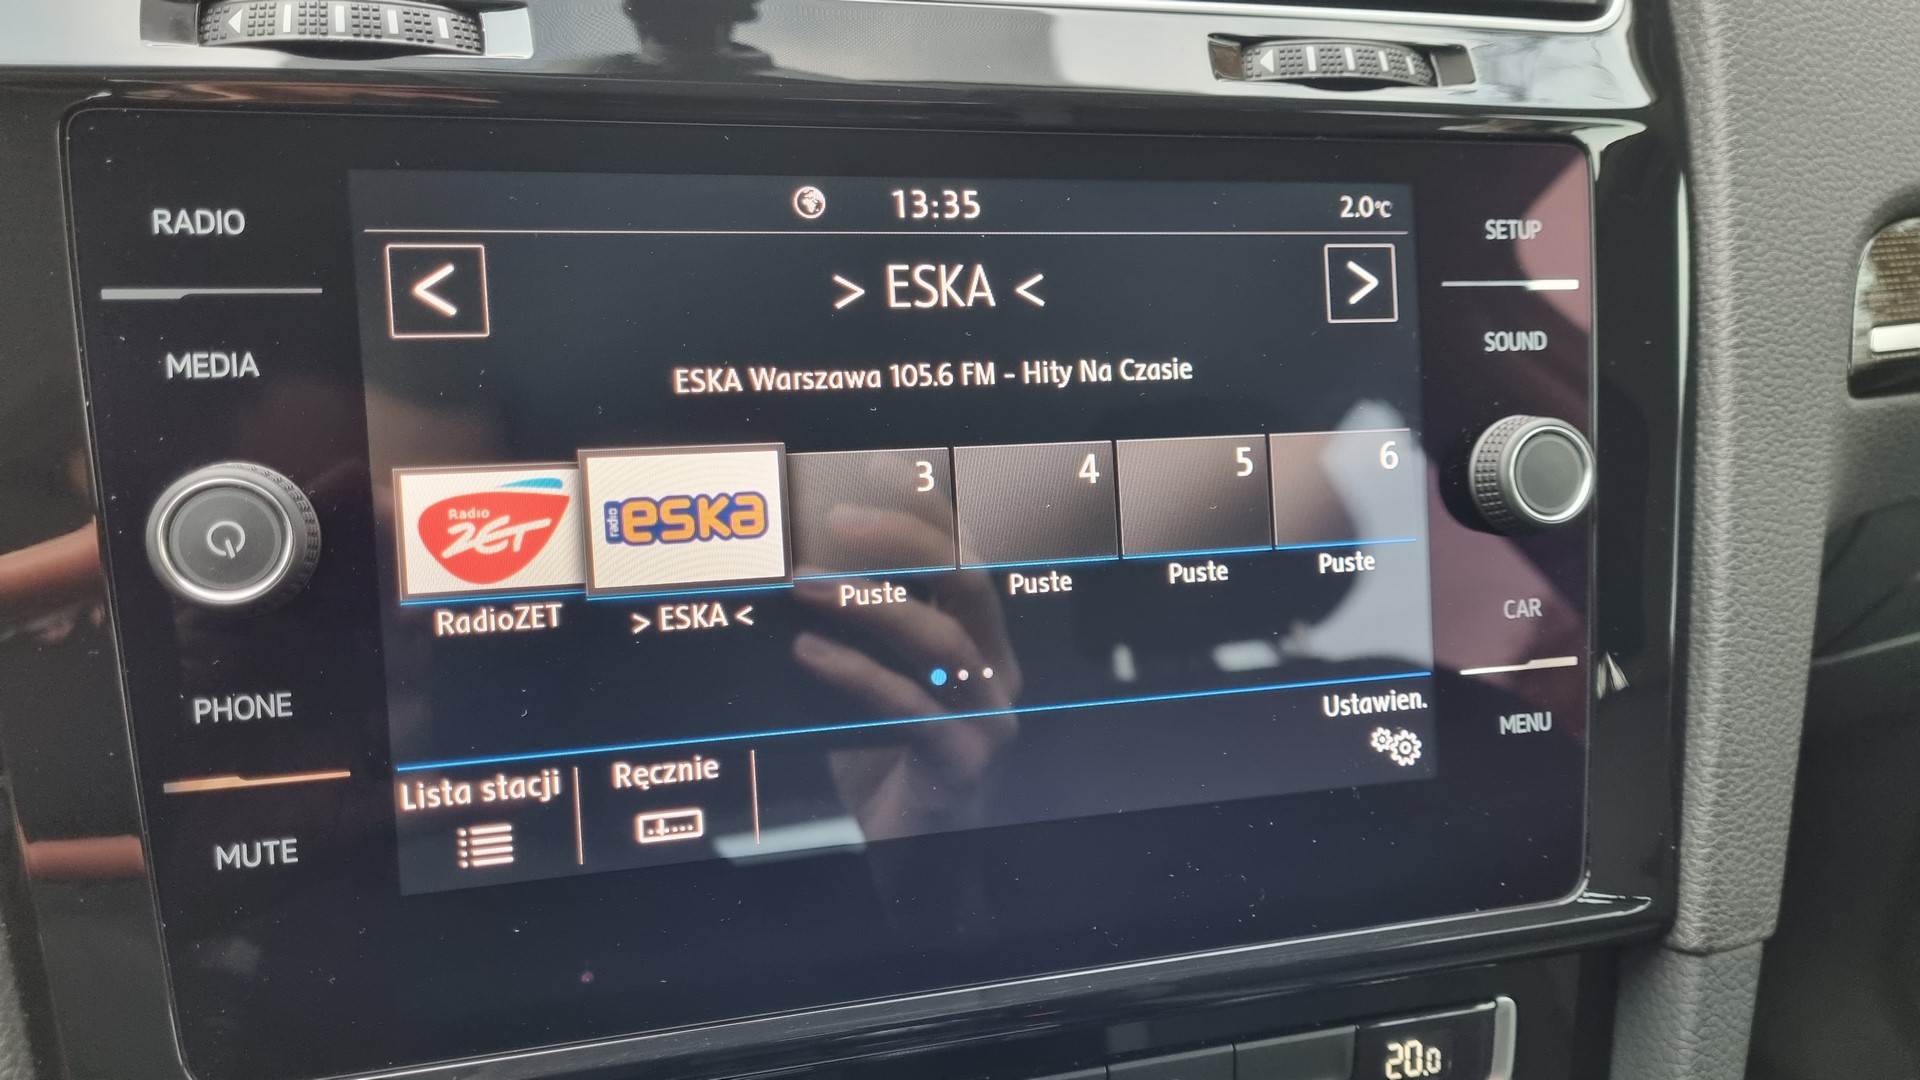 13:35
2.0°C
RADIO
MEDIA
PHONE
MUTE
<
> ESKA <
>
ESKA Warszawa 105.6 FM - Hity Na Czasie
Radio
ZET
radio
eska
3
4
5
6
RadioZET
> ESKA <
Puste
Puste
Puste
Puste
Lista stacji
Ręcznie
Ustawien.
SETUP
SOUND
CAR
MENU
20.0